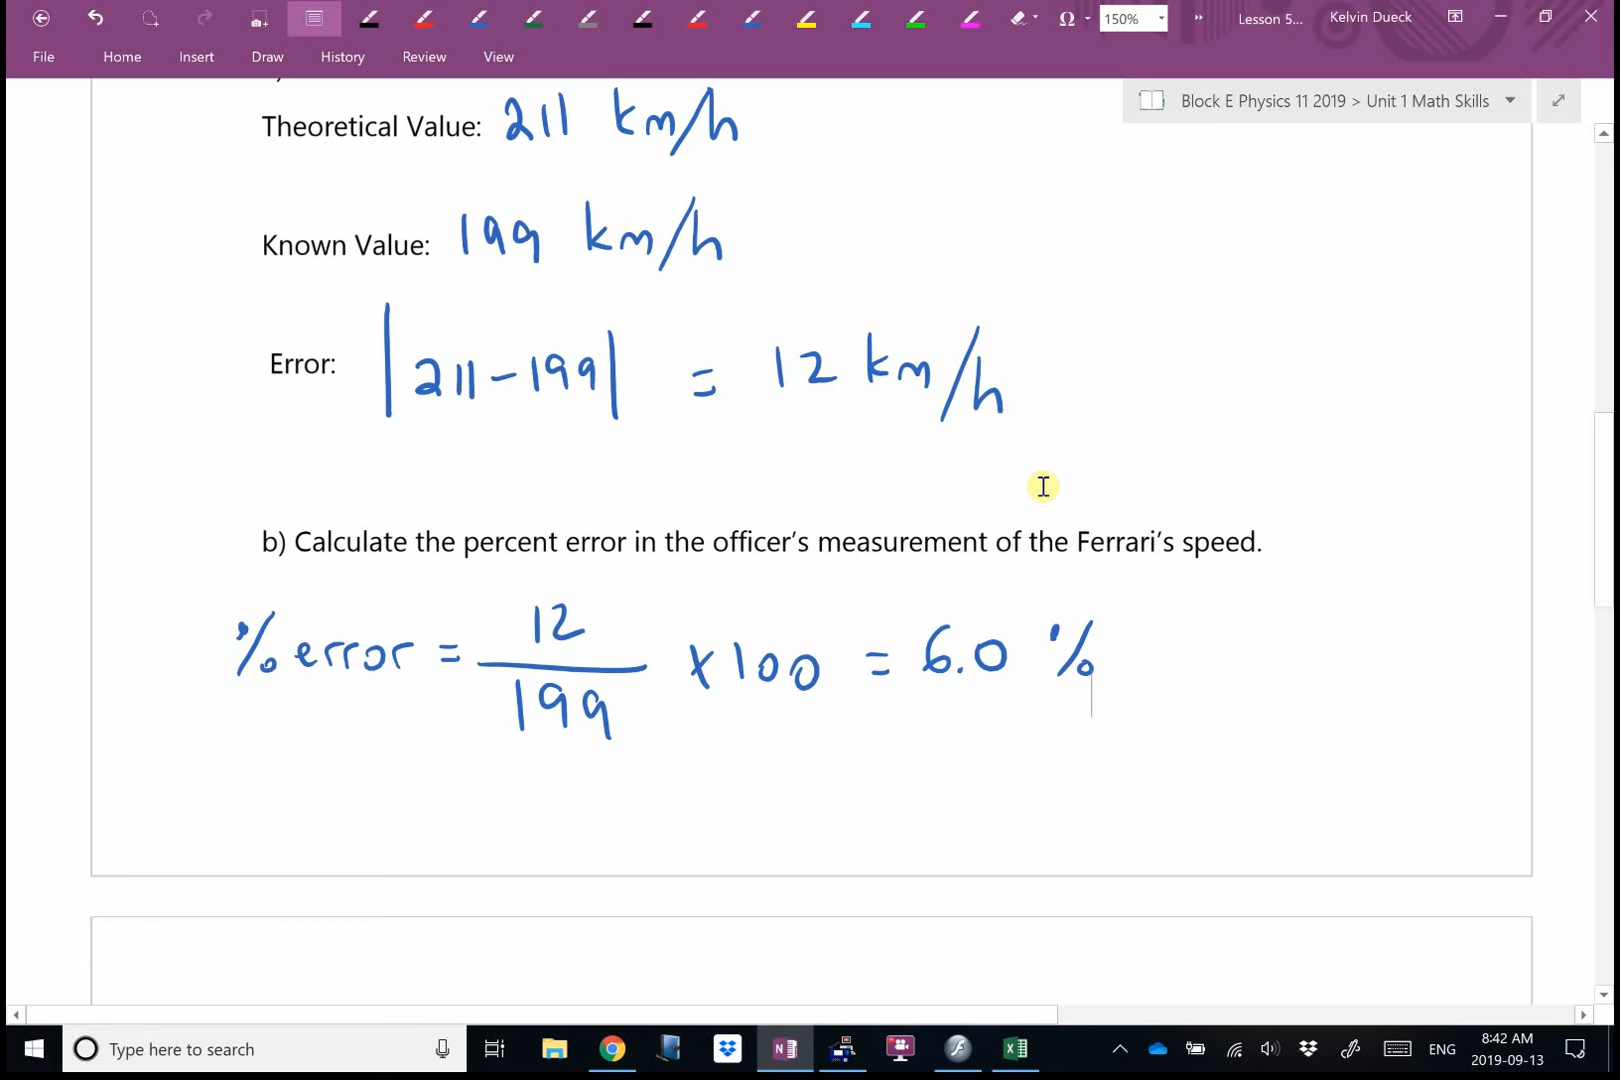 150%
Lesson 5...
Kelvin Dueck
File Home Insert Draw History Review View
Block E Physics 11 2019 > Unit 1 Math Skills
Theoretical Value: 211 km/h
Known Value: 199 km/h
Error: |211-199| = 12 km/h
b) Calculate the percent error in the officer's measurement of the Ferrari's speed.
% error = 12/199 x 100 = 6.0 %
Type here to search
ENG
8:42 AM
2019-09-13